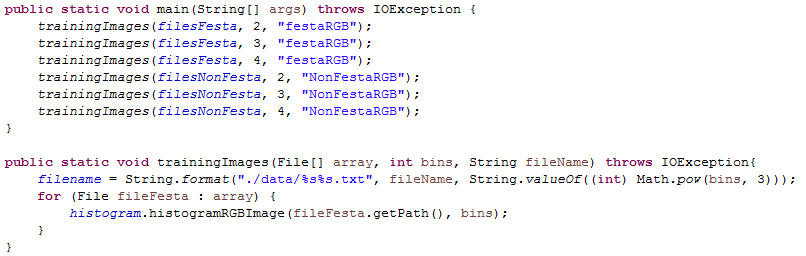 public static void main(String[] args) throws IOException {
    trainingImages(filesFesta, 2, "festaRGB");
    trainingImages(filesFesta, 3, "festaRGB");
    trainingImages(filesFesta, 4, "festaRGB");
    trainingImages(filesNonFesta, 2, "NonFestaRGB");
    trainingImages(filesNonFesta, 3, "NonFestaRGB");
    trainingImages(filesNonFesta, 4, "NonFestaRGB");
}

public static void trainingImages(File[] array, int bins, String fileName) throws IOException{
    filename = String.format("./data/%s%s.txt", fileName, String.valueOf((int) Math.pow(bins, 3)));
    for (File fileFesta : array) {
        histogram.histogramRGBImage(fileFesta.getPath(), bins);
    }
}